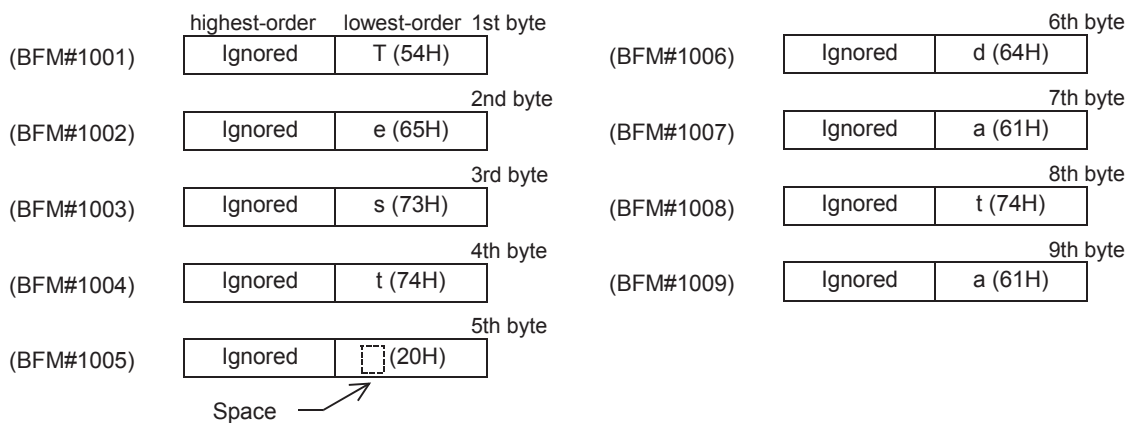 highest-order lowest-order 1st byte
(BFM#1001) Ignored T (54H)
2nd byte
(BFM#1002) Ignored e (65H)
3rd byte
(BFM#1003) Ignored s (73H)
4th byte
(BFM#1004) Ignored t (74H)
5th byte
(BFM#1005) Ignored (20H)
Space
6th byte
(BFM#1006) Ignored d (64H)
7th byte
(BFM#1007) Ignored a (61H)
8th byte
(BFM#1008) Ignored t (74H)
9th byte
(BFM#1009) Ignored a (61H)